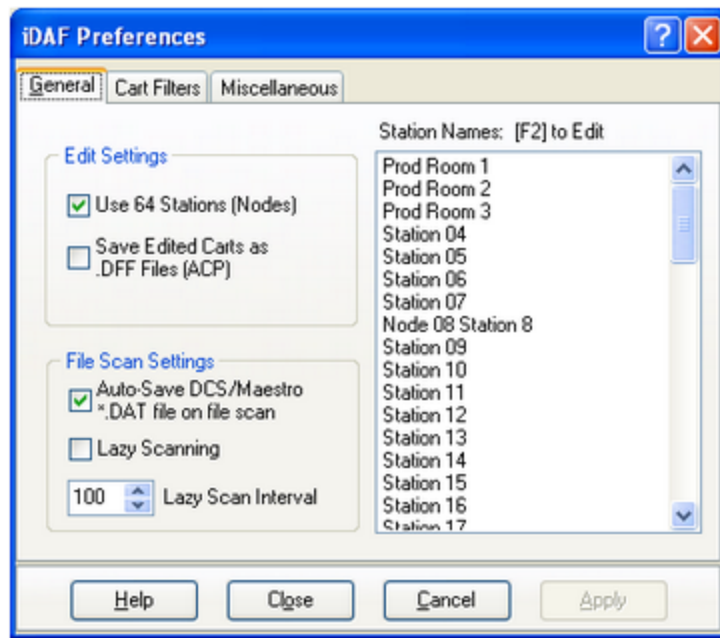 iDAF Preferences
General Cart Filters Miscellaneous
Station Names: [F2] to Edit
Edit Settings
Use 64 Stations (Nodes)
Save Edited Carts as
.DFF Files (ACP)
File Scan Settings
Auto-Save DCS/Maestro
*.DAT file on file scan
Lazy Scanning
100 Lazy Scan Interval
Prod Room 1
Prod Room 2
Prod Room 3
Station 04
Station 05
Station 06
Station 07
Node 08 Station 8
Station 09
Station 10
Station 11
Station 12
Station 13
Station 14
Station 15
Station 16
Station 17
Help Close Cancel Apply